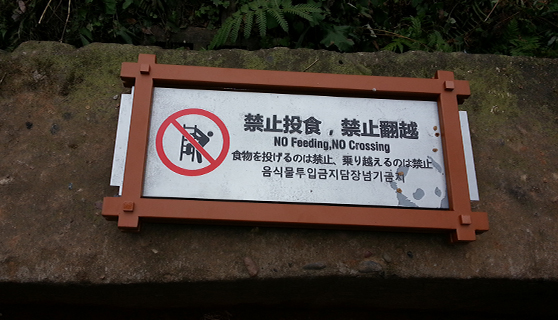 禁止投食，禁止翻越
NO Feeding,NO Crossing
食物を投げるのは禁止、乗り越えるのは禁止
음식물투입금지담장넘기금지